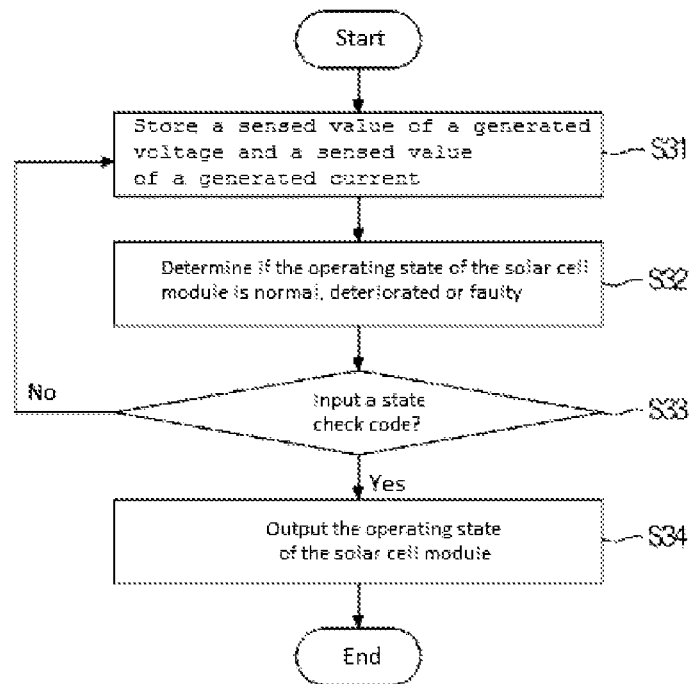 Start
Store a sensed value of a generated
voltage and a sensed value
of a generated current
S31
Determine if the operating state of the solar cell
module is normal, deteriorated or faulty
S32
No
Input a state
check code?
S33
Yes
Output the operating state
of the solar cell module
S34
End